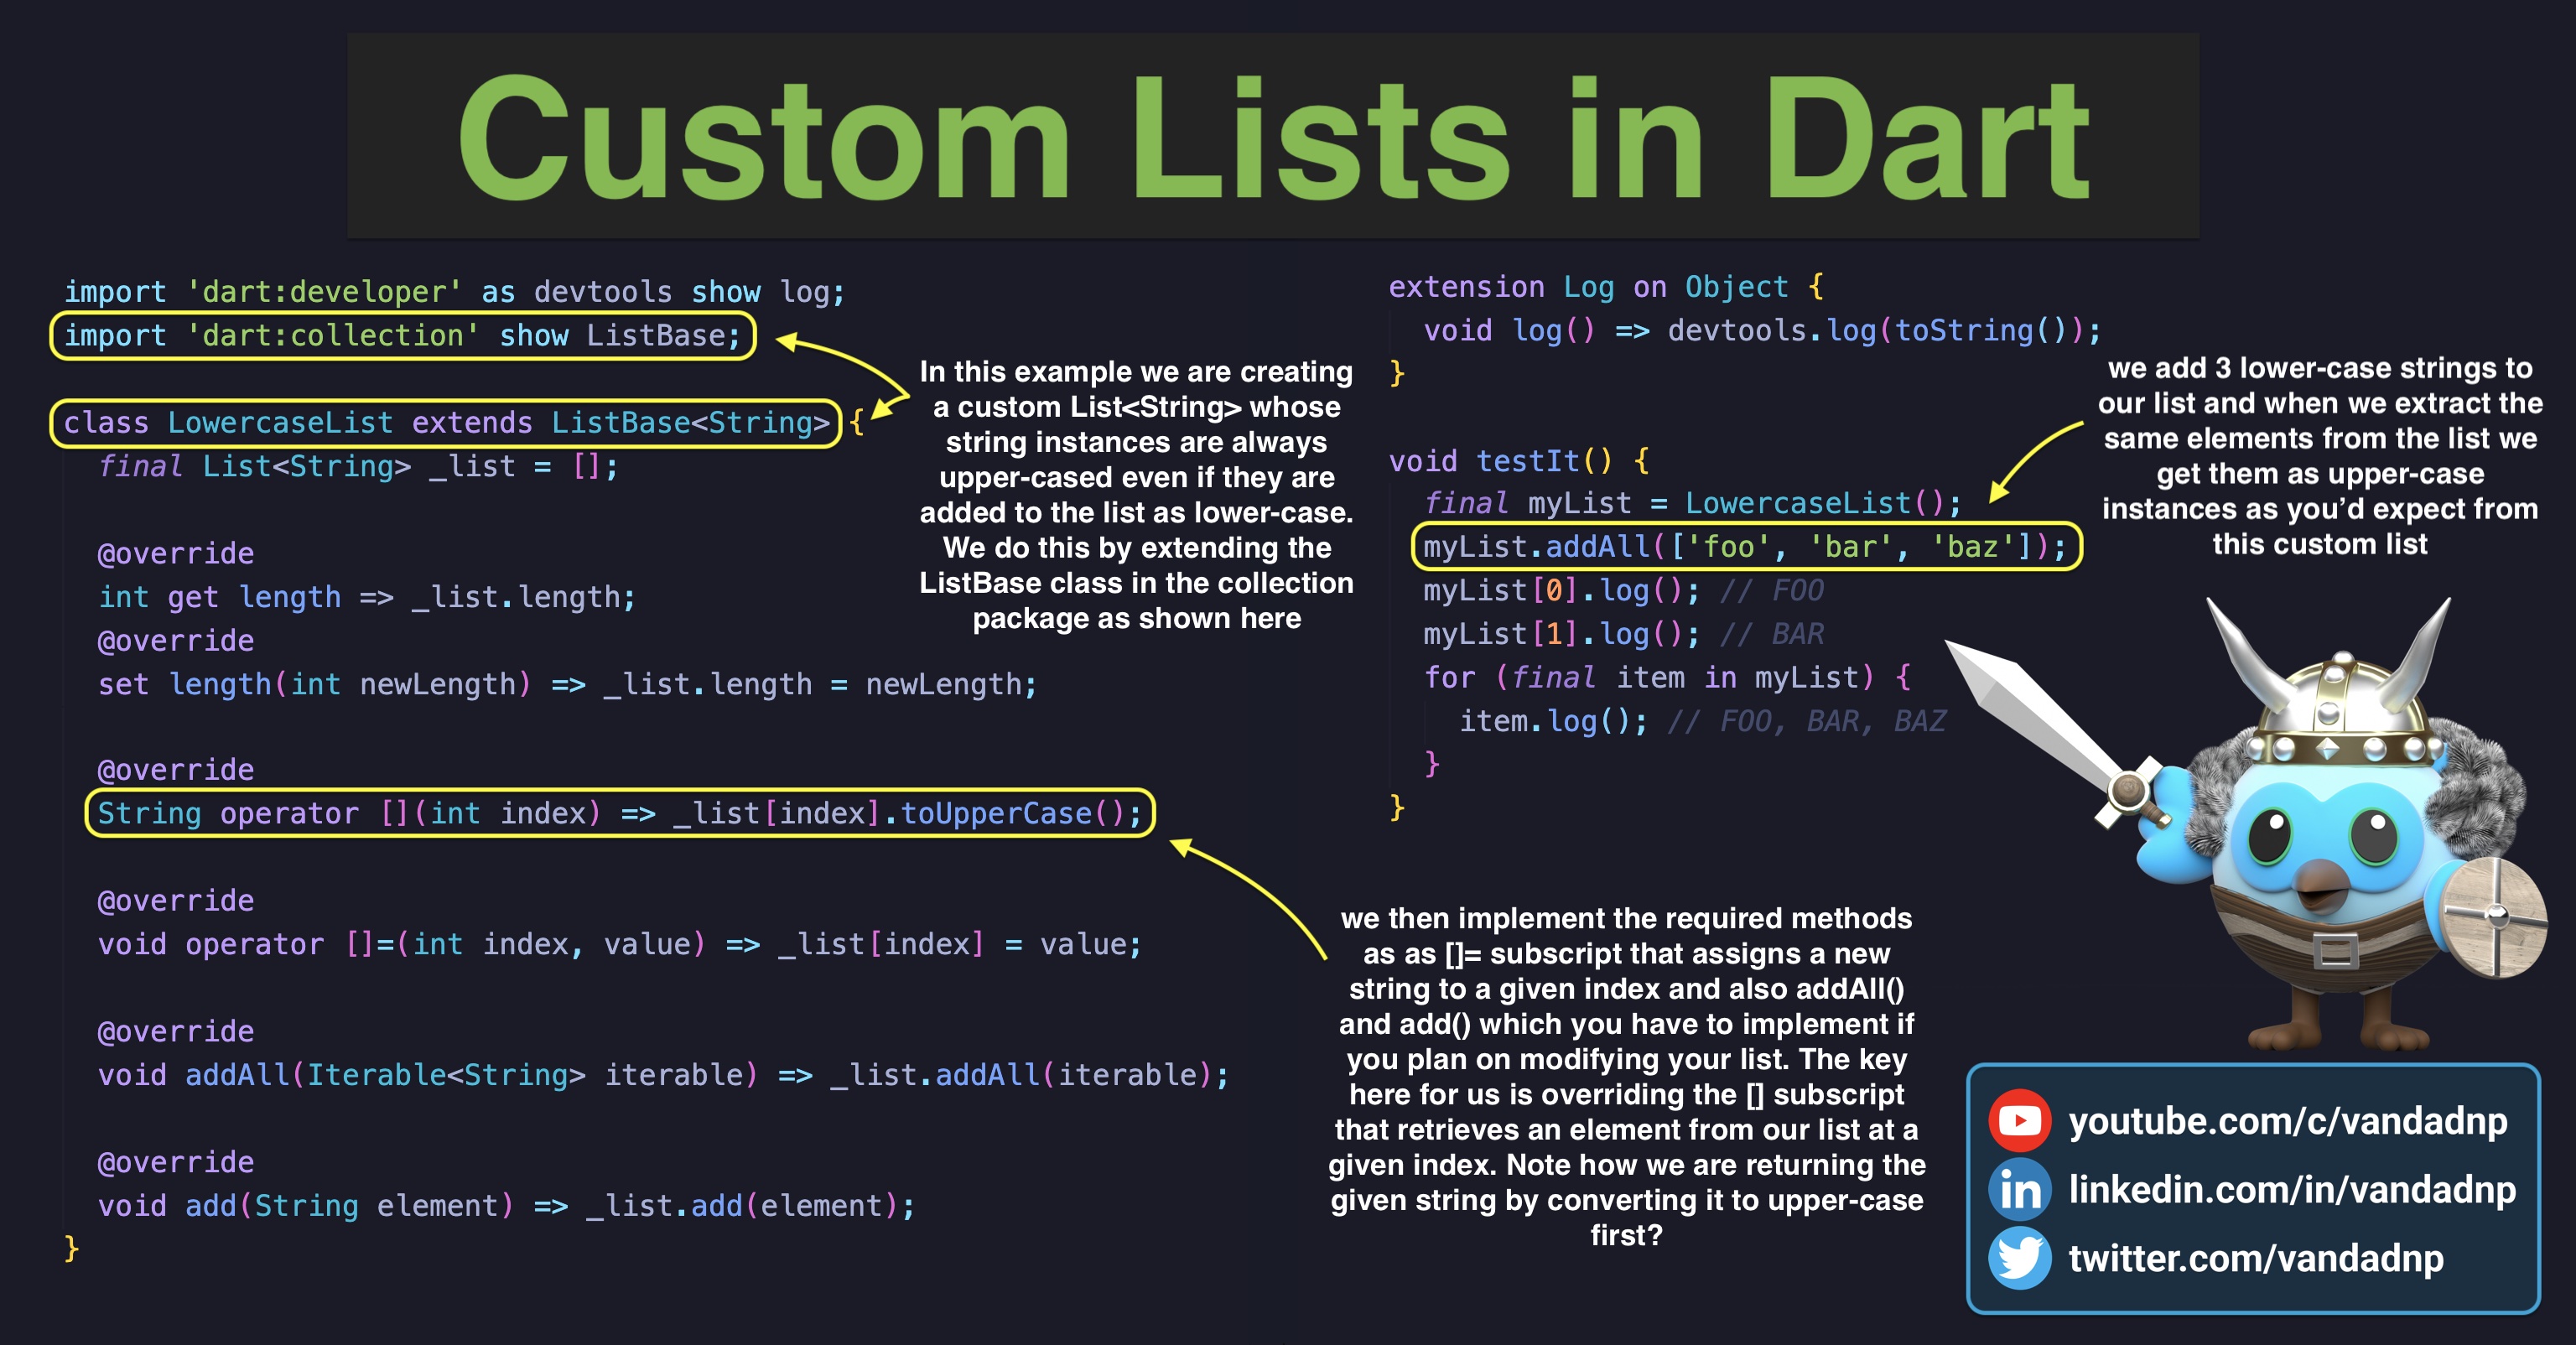 Custom Lists in Dart
import 'dart:developer' as devtools show log;
import 'dart:collection' show ListBase;
class LowercaseList extends ListBase<String> {
final List<String> _list = [];
@override
int get length => _list.length;
@override
set length(int newLength) => _list.length = newLength;
@override
String operator [](int index) => _list[index].toUpperCase();
@override
void operator []=(int index, value) => _list[index] = value;
@override
void addAll(Iterable<String> iterable) => _list.addAll(iterable);
@override
void add(String element) => _list.add(element);
}
In this example we are creating
a custom List<String> whose
string instances are always
upper-cased even if they are
added to the list as lower-case.
We do this by extending the
ListBase class in the collection
package as shown here
extension Log on Object {
void log() => devtools.log(toString());
}
void testIt() {
final myList = LowercaseList();
myList.addAll(['foo', 'bar', 'baz']);
myList[0].log(); // FOO
myList[1].log(); // BAR
for (final item in myList) {
item.log(); // FOO, BAR, BAZ
}
}
we add 3 lower-case strings to
our list and when we extract the
same elements from the list we
get them as upper-case
instances as you’d expect from
this custom list
we then implement the required methods
as as []= subscript that assigns a new
string to a given index and also addAll()
and add() which you have to implement if
you plan on modifying your list. The key
here for us is overriding the [] subscript
that retrieves an element from our list at a
given index. Note how we are returning the
given string by converting it to upper-case
first?
youtube.com/c/vandadnp
in linkedin.com/in/vandadnp
twitter.com/vandadnp